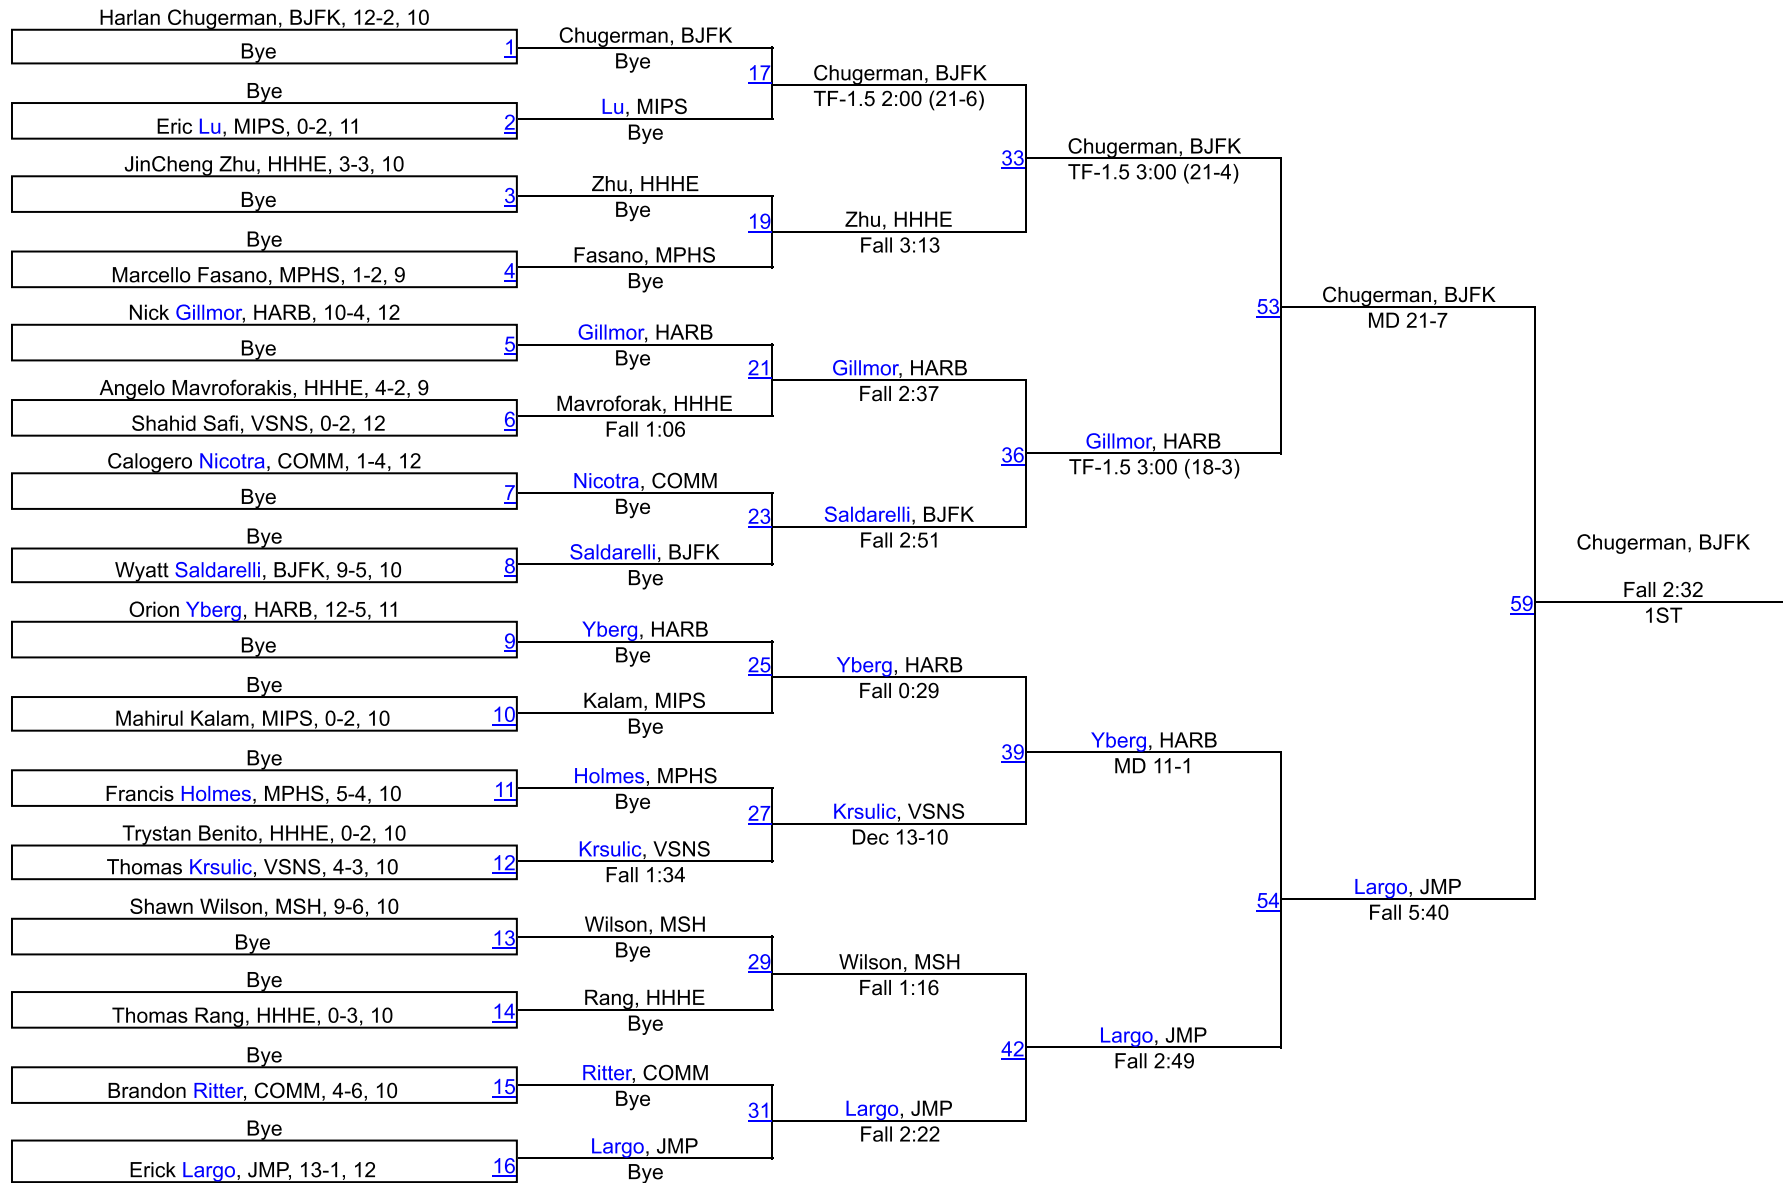 Harlan Chugerman, BJFK, 12-2, 10
Bye
1
Bye
Eric Lu, MIPS, 0-2, 11
2
JinCheng Zhu, HHHE, 3-3, 10
Bye
3
Bye
Marcello Fasano, MPHS, 1-2, 9
4
Nick Gillmor, HARB, 10-4, 12
Bye
5
Angelo Mavroforakis, HHHE, 4-2, 9
Shahid Safi, VSNS, 0-2, 12
6
Calogero Nicotra, COMM, 1-4, 12
Bye
7
Bye
Wyatt Saldarelli, BJFK, 9-5, 10
8
Orion Yberg, HARB, 12-5, 11
Bye
9
Bye
Mahirul Kalam, MIPS, 0-2, 10
10
Bye
Francis Holmes, MPHS, 5-4, 10
11
Trystan Benito, HHHE, 0-2, 10
Thomas Krsulic, VSNS, 4-3, 10
12
Shawn Wilson, MSH, 9-6, 10
Bye
13
Bye
Thomas Rang, HHHE, 0-3, 10
14
Bye
Brandon Ritter, COMM, 4-6, 10
15
Bye
Erick Largo, JMP, 13-1, 12
16
Chugerman, BJFK
Bye
17
Lu, MIPS
Bye
Zhu, HHHE
Bye
19
Fasano, MPHS
Bye
Gillmor, HARB
Bye
21
Mavroforak, HHHE
Fall 1:06
Nicotra, COMM
Bye
23
Saldarelli, BJFK
Bye
Yberg, HARB
Bye
25
Kalam, MIPS
Bye
Holmes, MPHS
Bye
27
Krsulic, VSNS
Fall 1:34
Wilson, MSH
Bye
29
Rang, HHHE
Bye
Ritter, COMM
Bye
31
Largo, JMP
Bye
Chugerman, BJFK
TF-1.5 2:00 (21-6)
33
Zhu, HHHE
Fall 3:13
Gillmor, HARB
Fall 2:37
36
Saldarelli, BJFK
Fall 2:51
Yberg, HARB
Fall 0:29
39
Krsulic, VSNS
Dec 13-10
Wilson, MSH
Fall 1:16
42
Largo, JMP
Fall 2:22
Chugerman, BJFK
TF-1.5 3:00 (21-4)
53
Gillmor, HARB
TF-1.5 3:00 (18-3)
Yberg, HARB
MD 11-1
54
Largo, JMP
Fall 2:49
Chugerman, BJFK
MD 21-7
59
Largo, JMP
Fall 5:40
Chugerman, BJFK
Fall 2:32
1ST